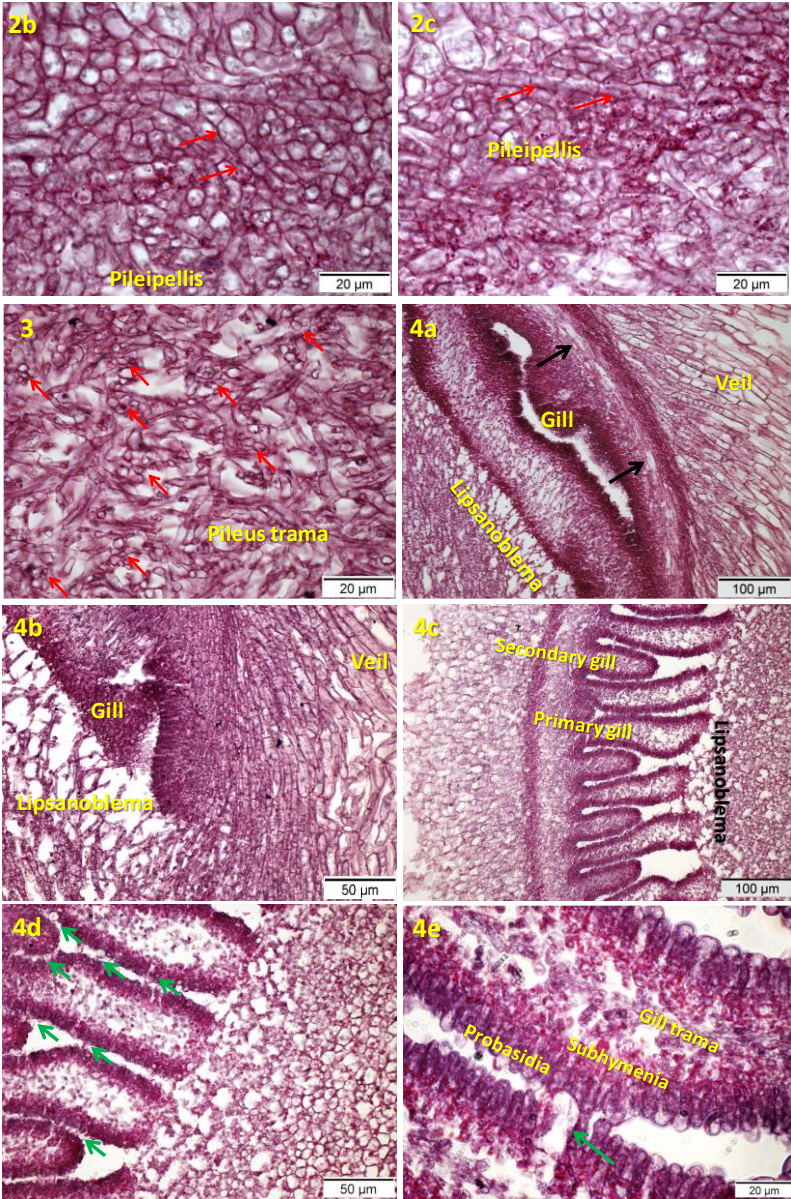 2b
Pileipellis
20 µm
2c
Pileipellis
20 µm
3
Pileus trama
20 µm
4a
Veil
Gill
Lipsanoblema
100 µm
4b
Veil
Gill
Lipsanoblema
50 µm
4c
Secondary gill
Primary gill
Lipsanoblema
100 µm
4d
50 µm
4e
Gill trama
Subhymenia
Probasidia
20 µm